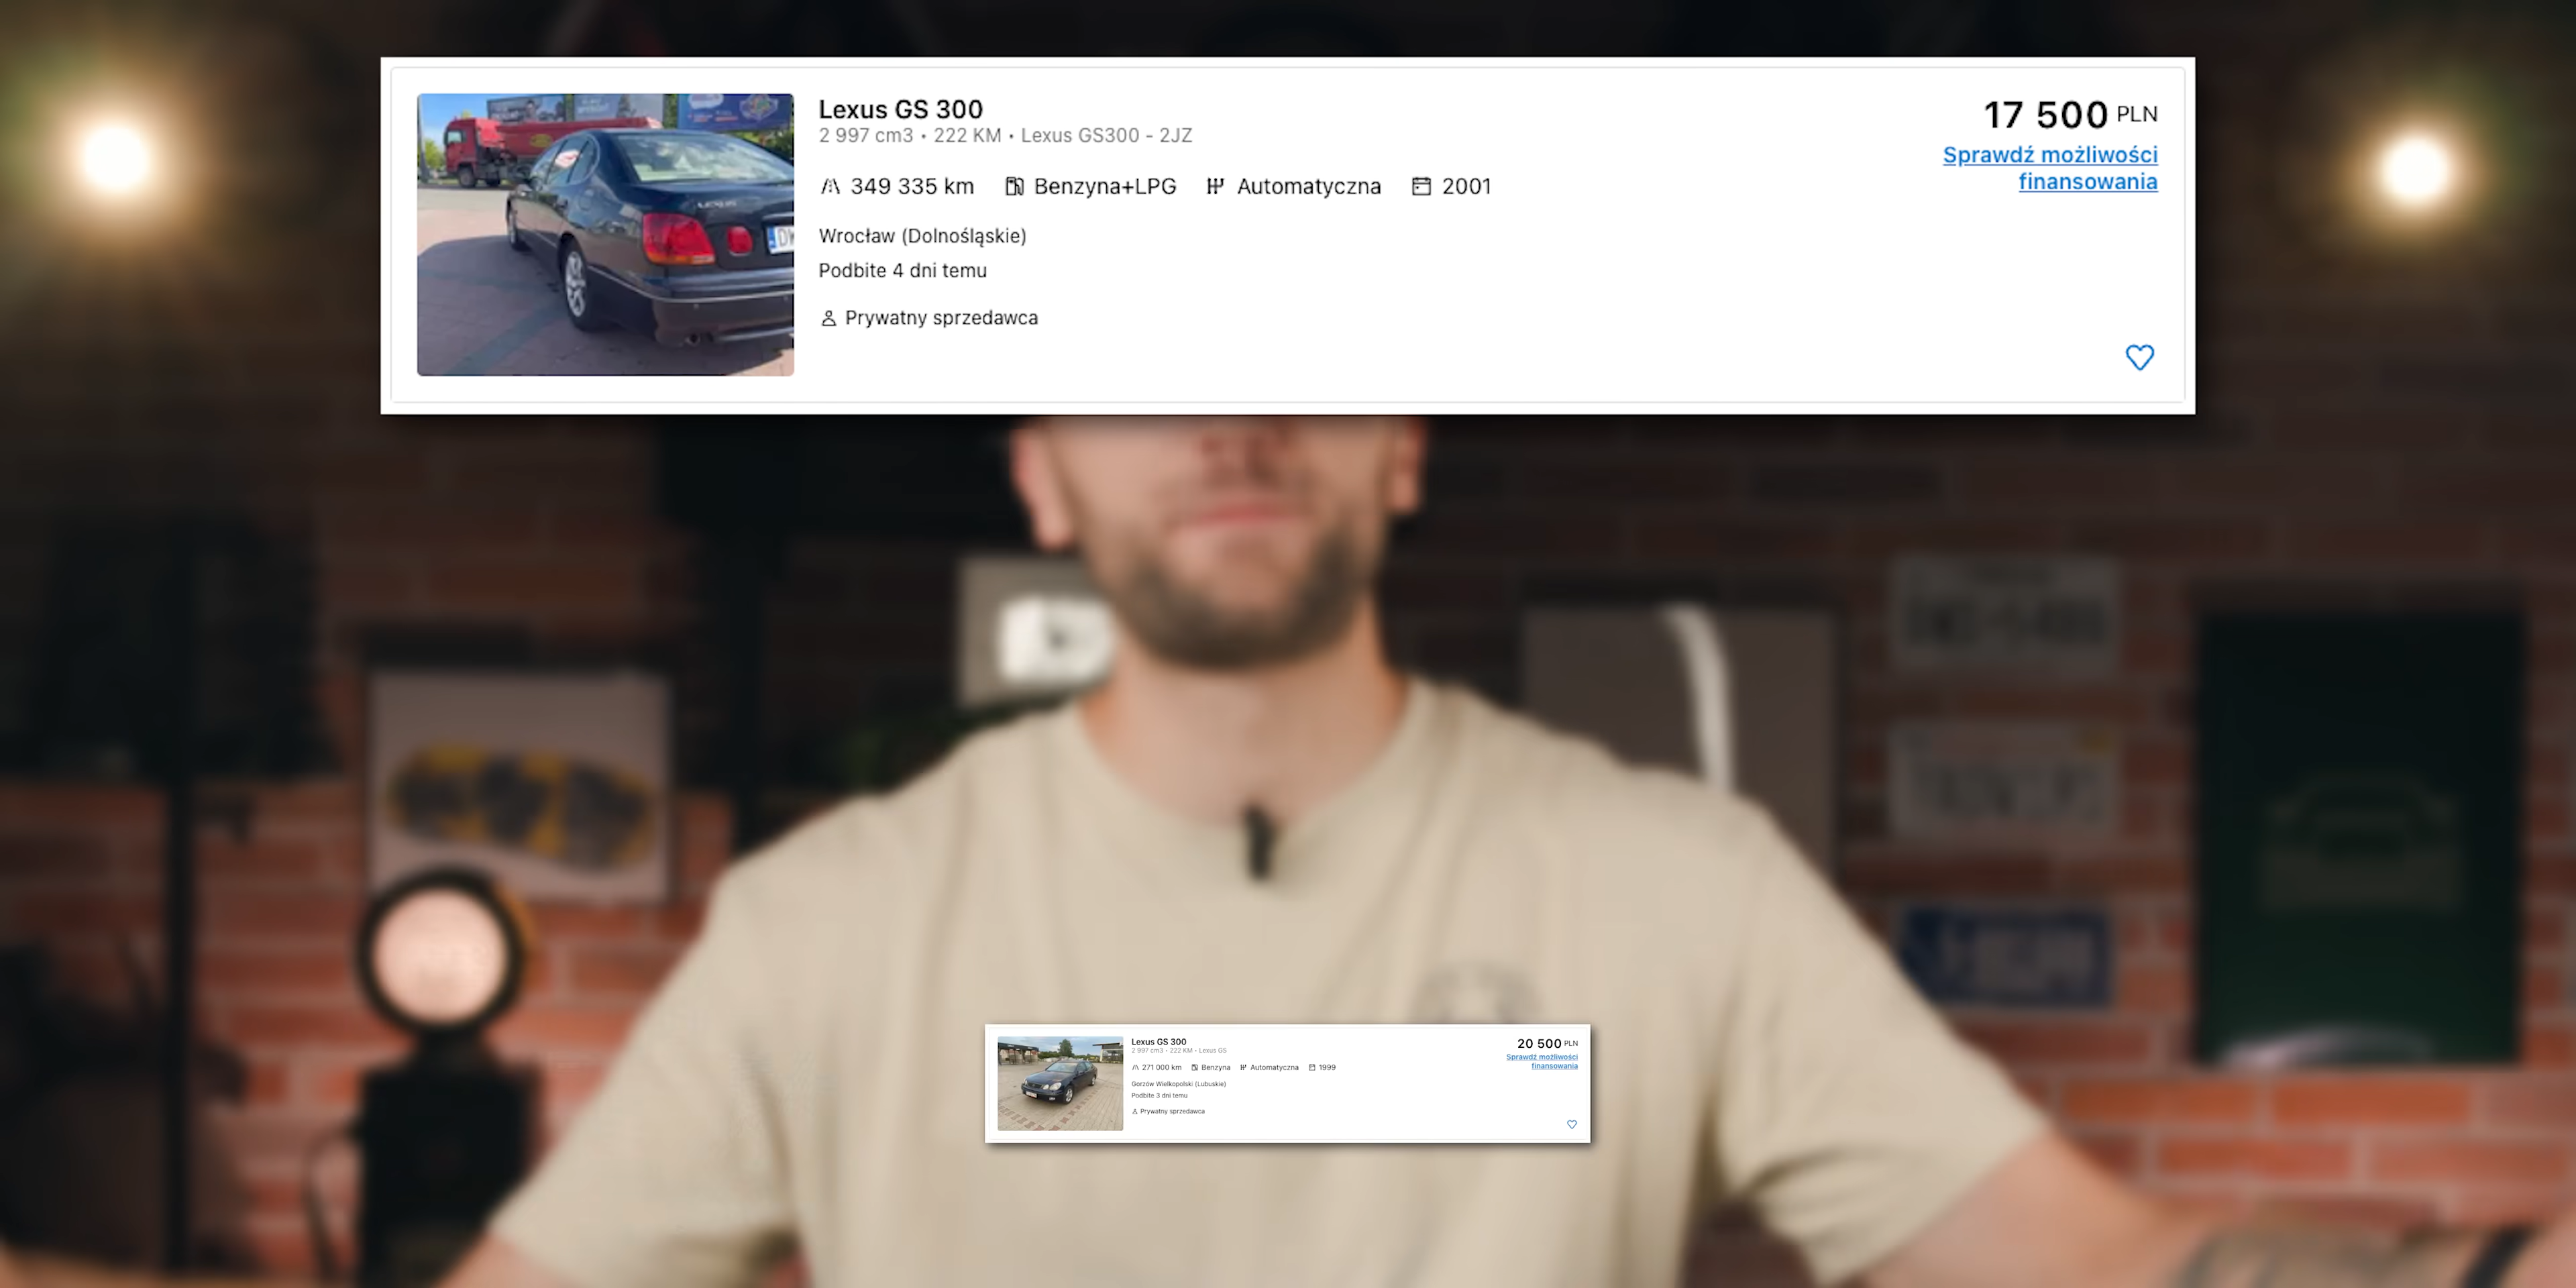 Lexus GS 300
2 997 cm3 • 222 KM • Lexus GS300 - 2JZ
349 335 km Benzyna+LPG Automatyczna 2001
Wrocław (Dolnośląskie)
Podbite 4 dni temu
Prywatny sprzedawca
17 500 PLN
Sprawdź możliwości
finansowania
LEXUS
Lexus GS 300
2 997 cm3 • 222 KM • Lexus GS
271 000 km Benzyna Automatyczna 1999
Gorzów Wielkopolski (Lubuskie)
Podbite 3 dni temu
Prywatny sprzedawca
20 500 PLN
Sprawdź możliwości
finansowania